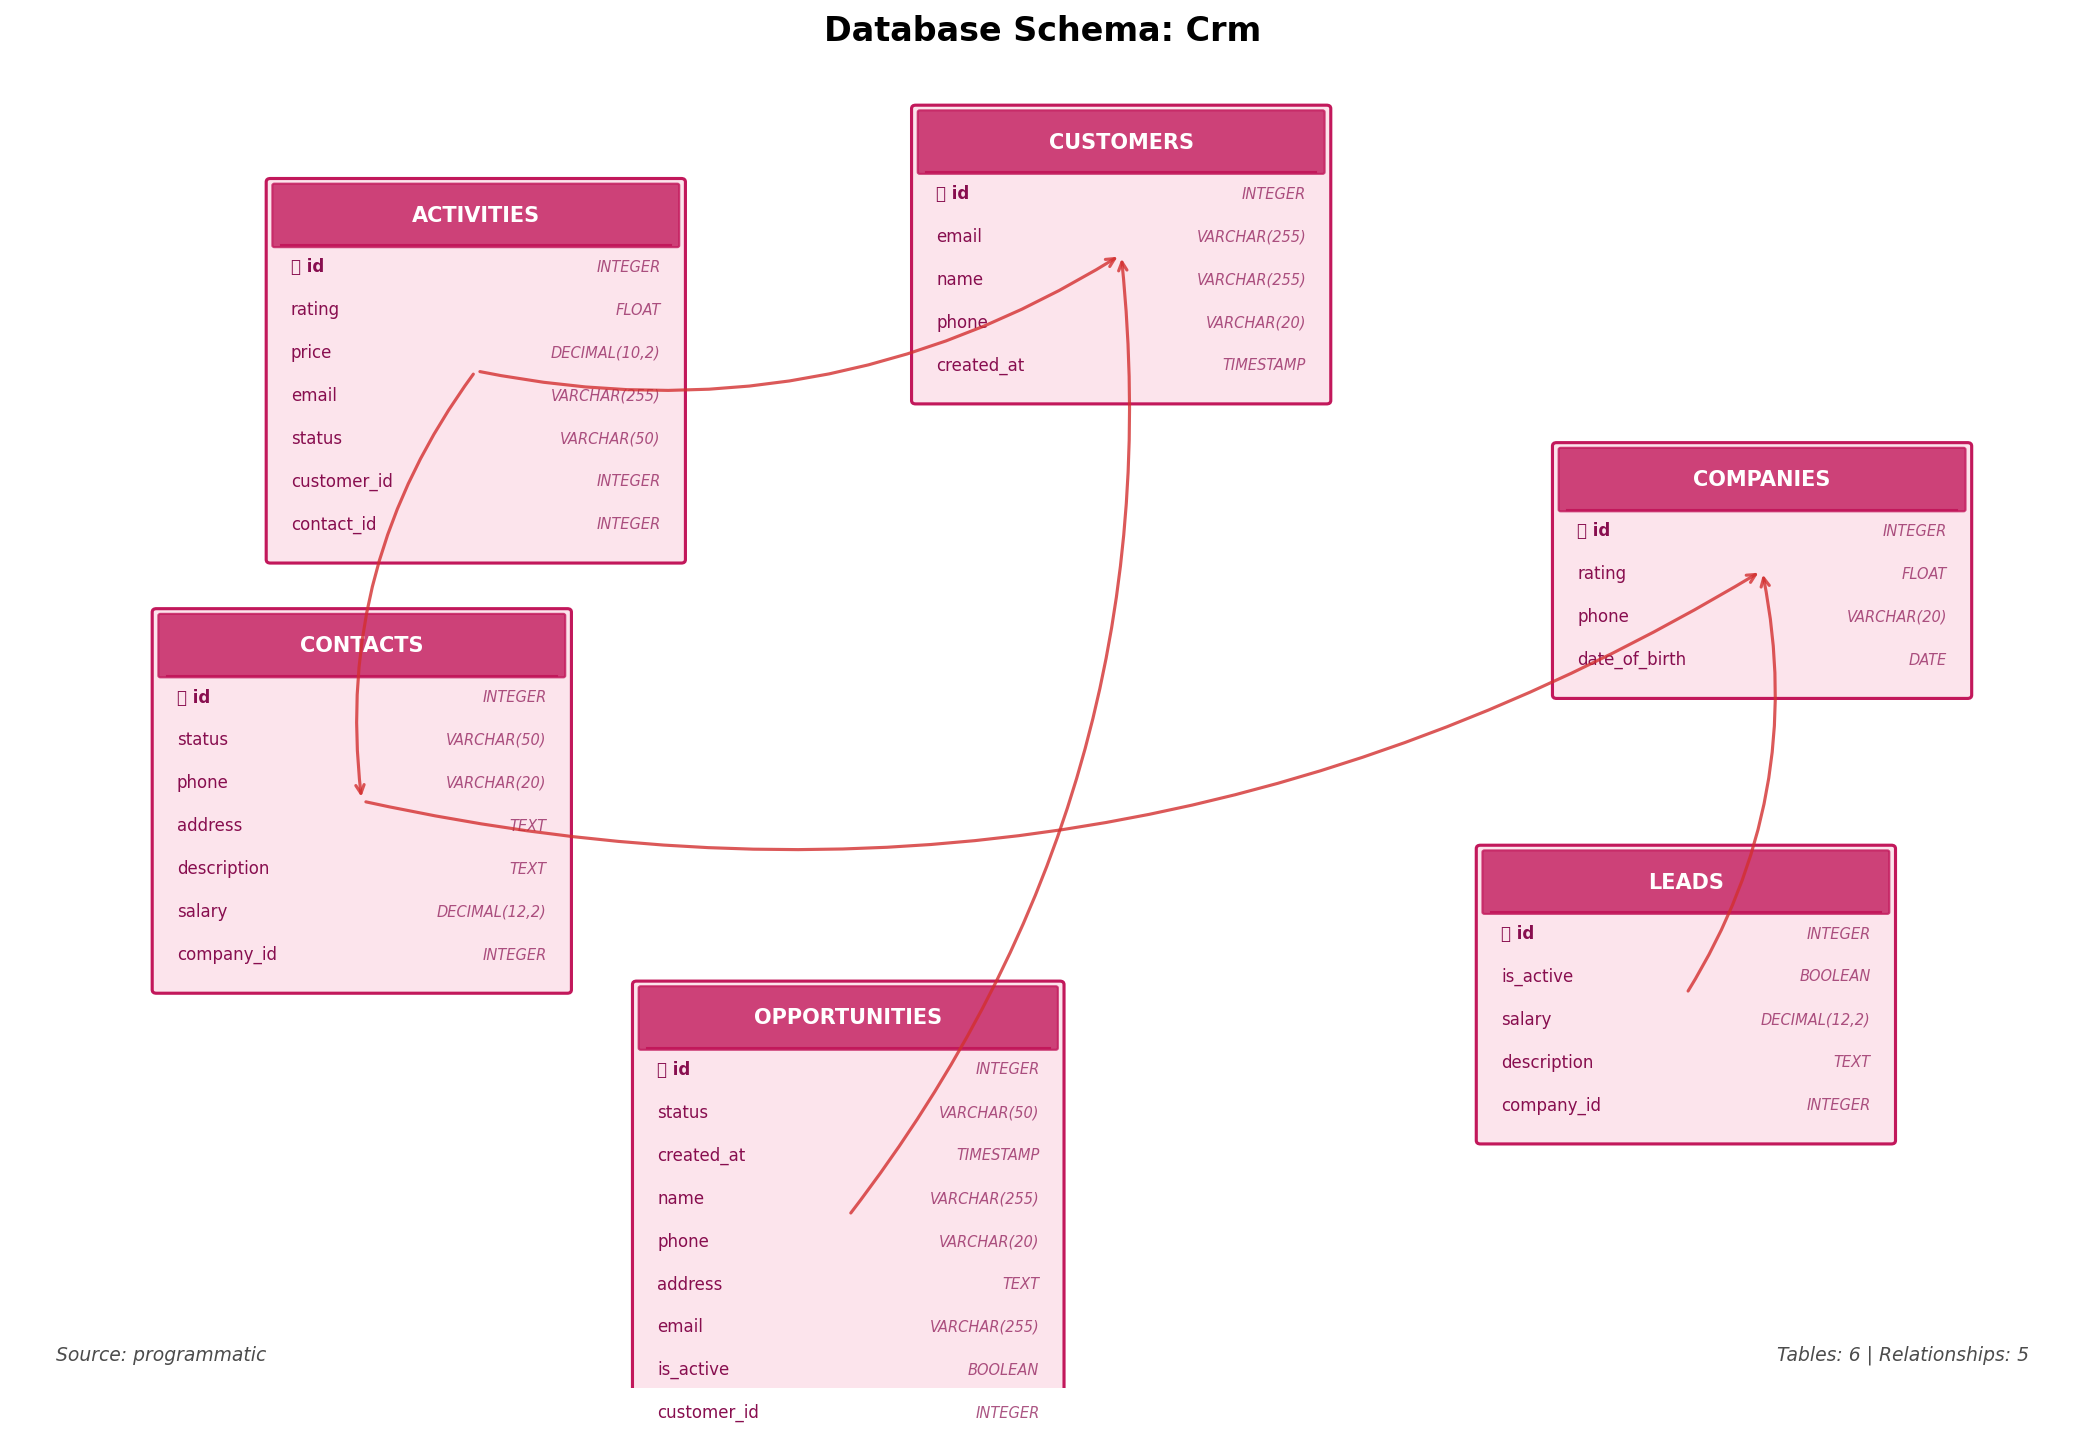 Database Schema: Crm
CUSTOMERS
id INTEGER
email VARCHAR(255)
name VARCHAR(255)
phone VARCHAR(20)
created_at TIMESTAMP
ACTIVITIES
id INTEGER
rating FLOAT
price DECIMAL(10,2)
email VARCHAR(255)
status VARCHAR(50)
customer_id INTEGER
contact_id INTEGER
COMPANIES
id INTEGER
rating FLOAT
phone VARCHAR(20)
date_of_birth DATE
CONTACTS
id INTEGER
status VARCHAR(50)
phone VARCHAR(20)
address TEXT
description TEXT
salary DECIMAL(12,2)
company_id INTEGER
LEADS
id INTEGER
is_active BOOLEAN
salary DECIMAL(12,2)
description TEXT
company_id INTEGER
OPPORTUNITIES
id INTEGER
status VARCHAR(50)
created_at TIMESTAMP
name VARCHAR(255)
phone VARCHAR(20)
address TEXT
email VARCHAR(255)
is_active BOOLEAN
customer_id INTEGER
Source: programmatic
Tables: 6 | Relationships: 5